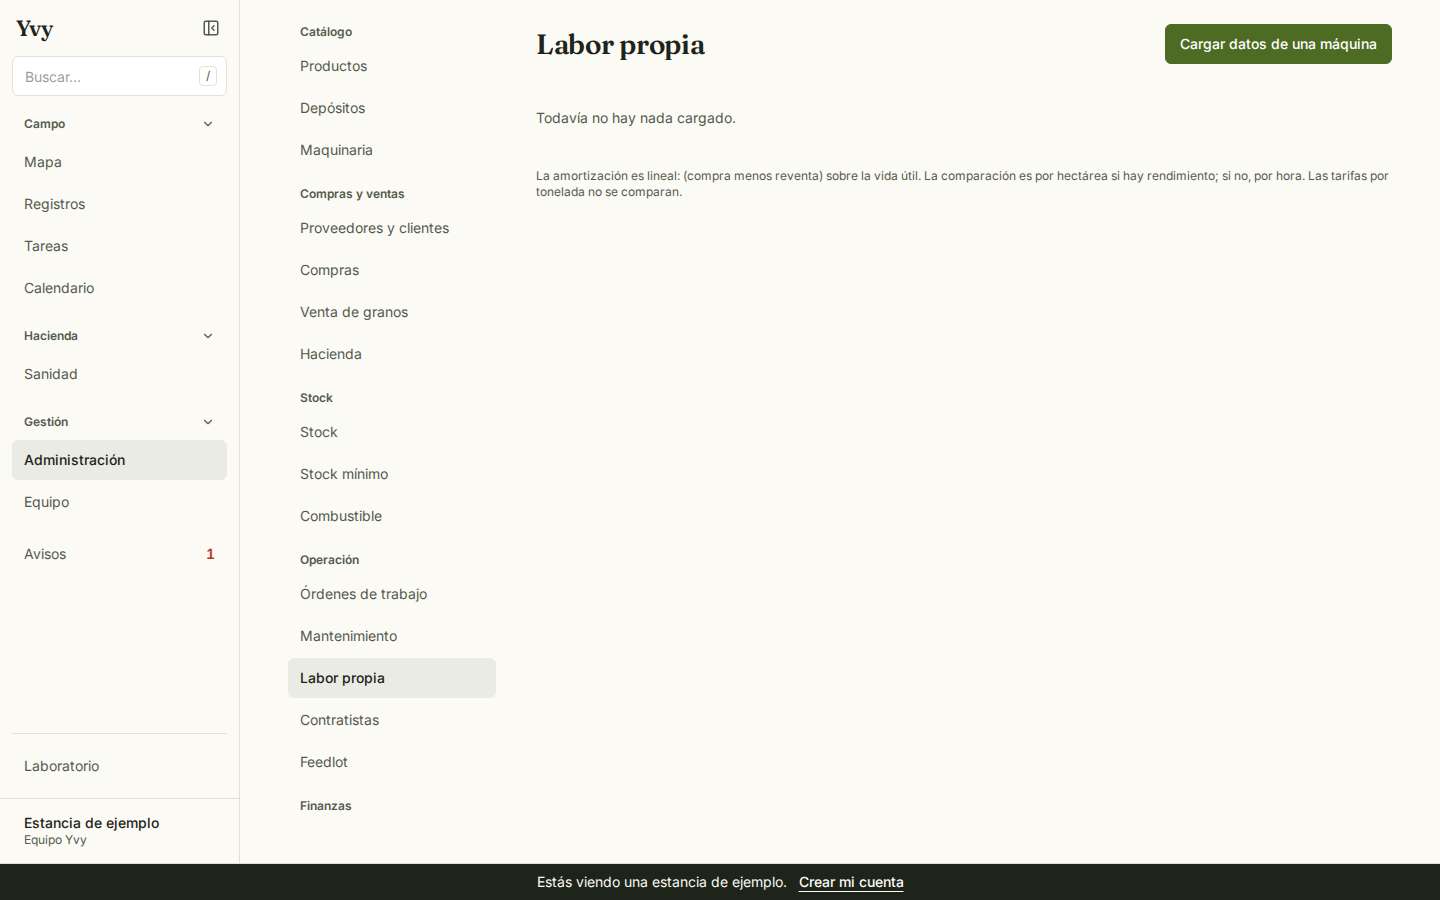 Yvy
Buscar...
/
Campo
Mapa
Registros
Tareas
Calendario
Hacienda
Sanidad
Gestión
Administración
Equipo
Avisos 1
Laboratorio
Estancia de ejemplo
Equipo Yvy
Catálogo
Productos
Depósitos
Maquinaria
Compras y ventas
Proveedores y clientes
Compras
Venta de granos
Hacienda
Stock
Stock
Stock mínimo
Combustible
Operación
Órdenes de trabajo
Mantenimiento
Labor propia
Contratistas
Feedlot
Finanzas
Labor propia
Cargar datos de una máquina
Todavía no hay nada cargado.
La amortización es lineal: (compra menos reventa) sobre la vida útil. La comparación es por hectárea si hay rendimiento; si no, por hora. Las tarifas por
tonelada no se comparan.
Estás viendo una estancia de ejemplo. Crear mi cuenta